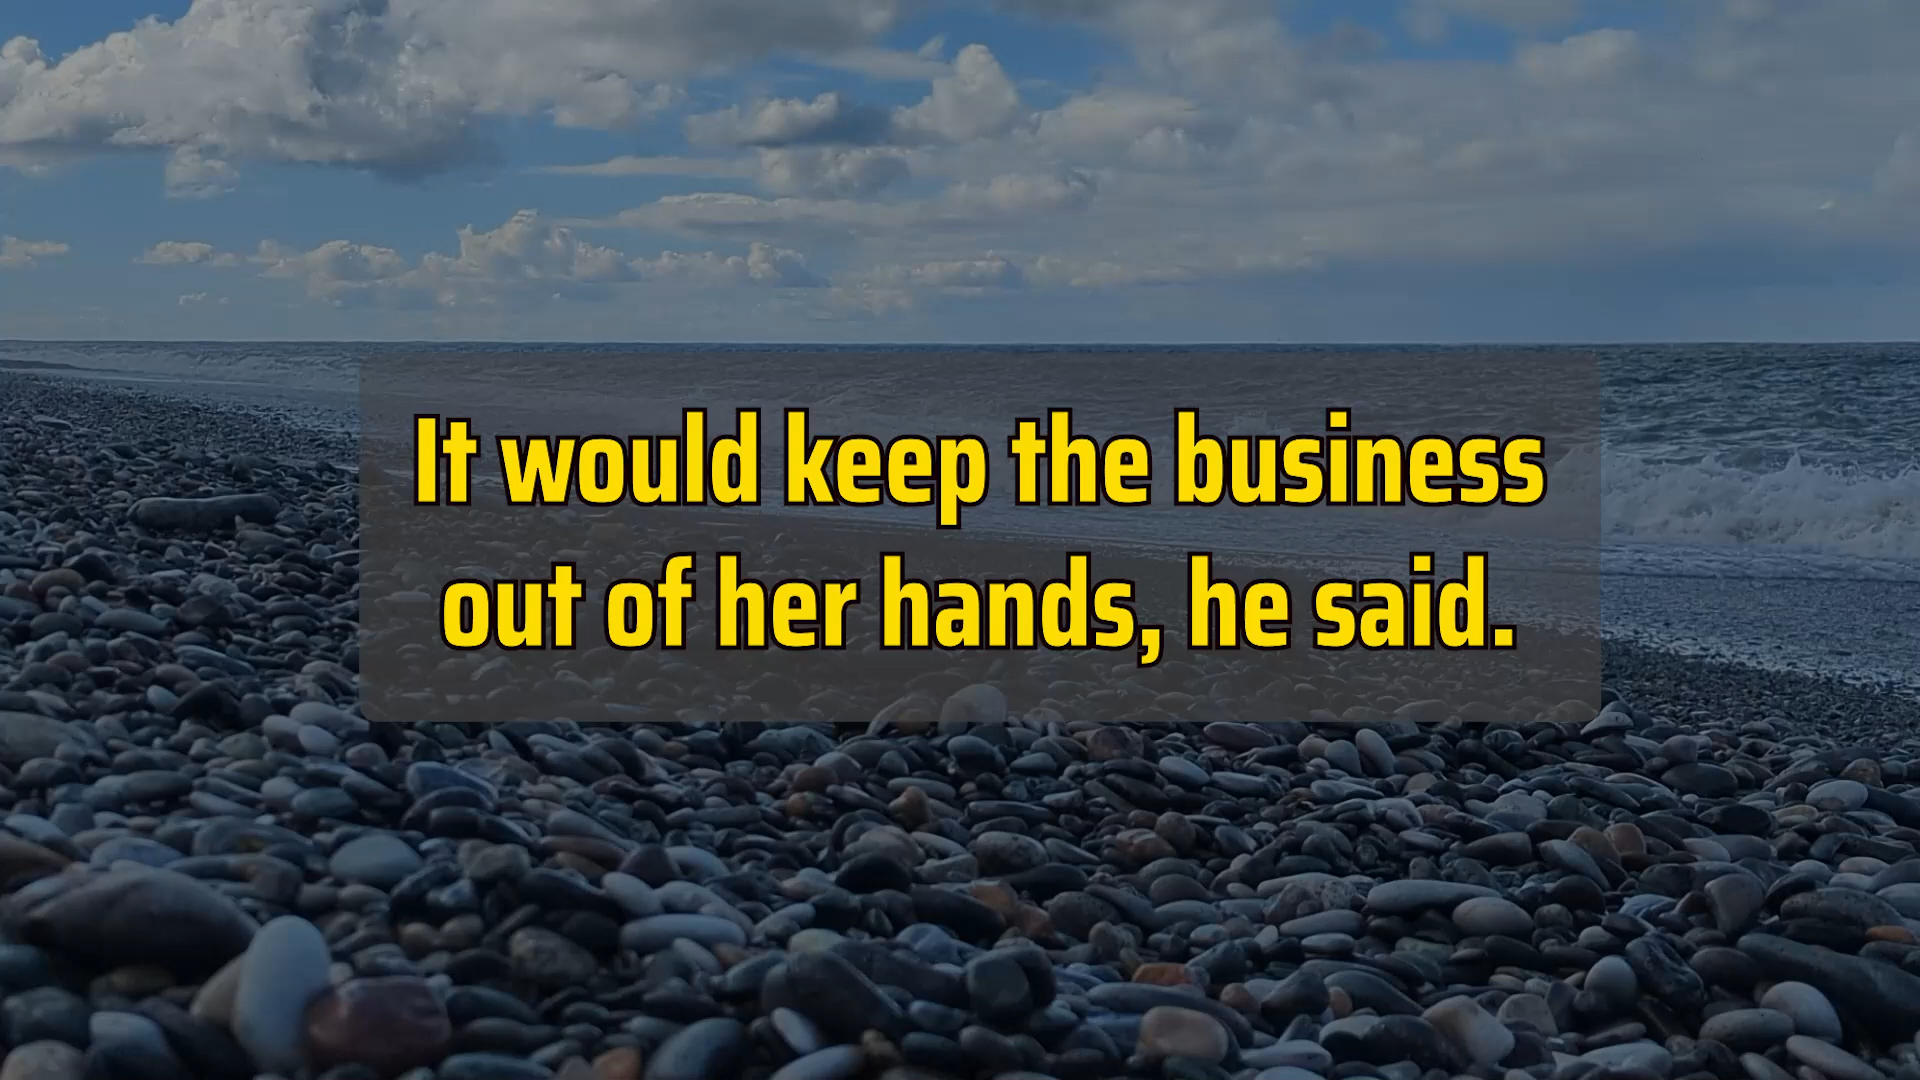 It would keep the business
out of her hands, he said.